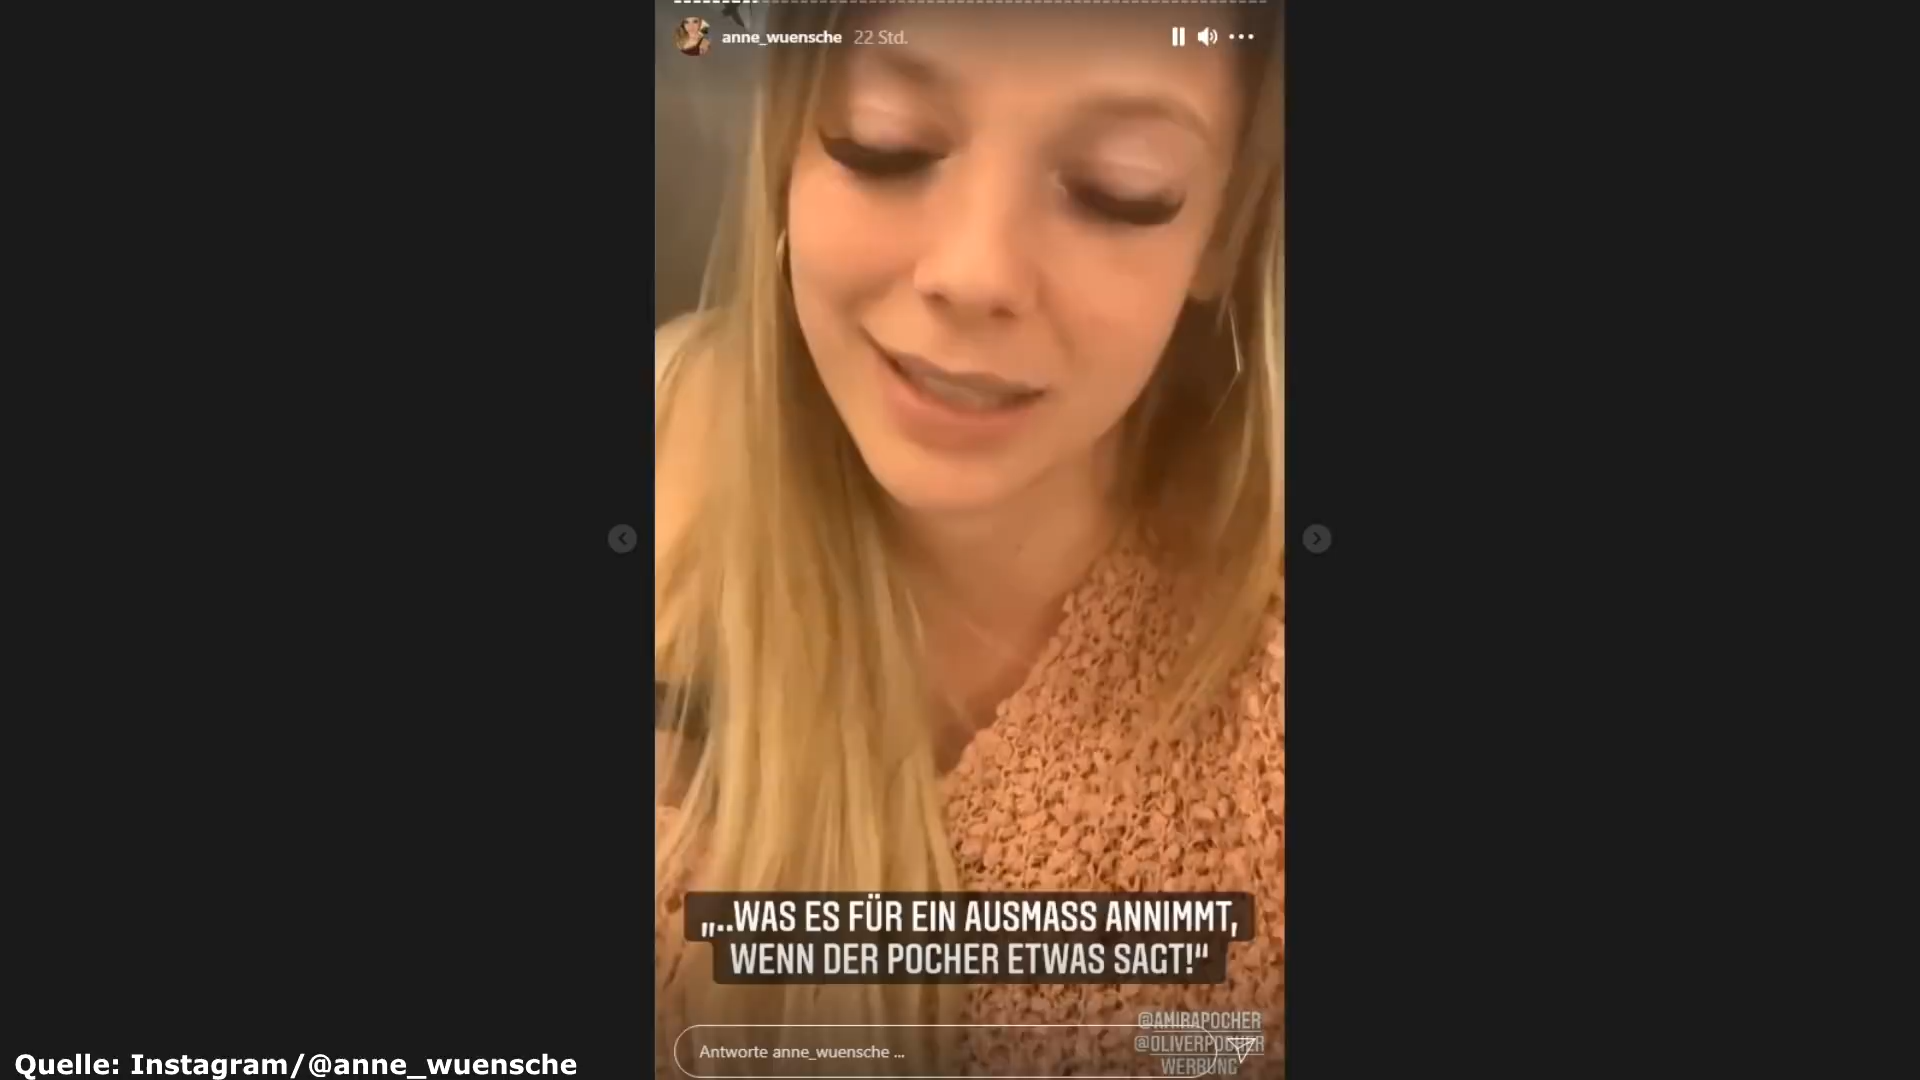 anne_wuensche 22 Std.
„..WAS ES FÜR EIN AUSMASS ANNIMMT,
WENN DER POCHER ETWAS SAGT!“
@AMIRAPOCHER
@OLIVERPOCHER
WERBUNG
Antworte anne_wuensche ...
Quelle: Instagram/@anne_wuensche